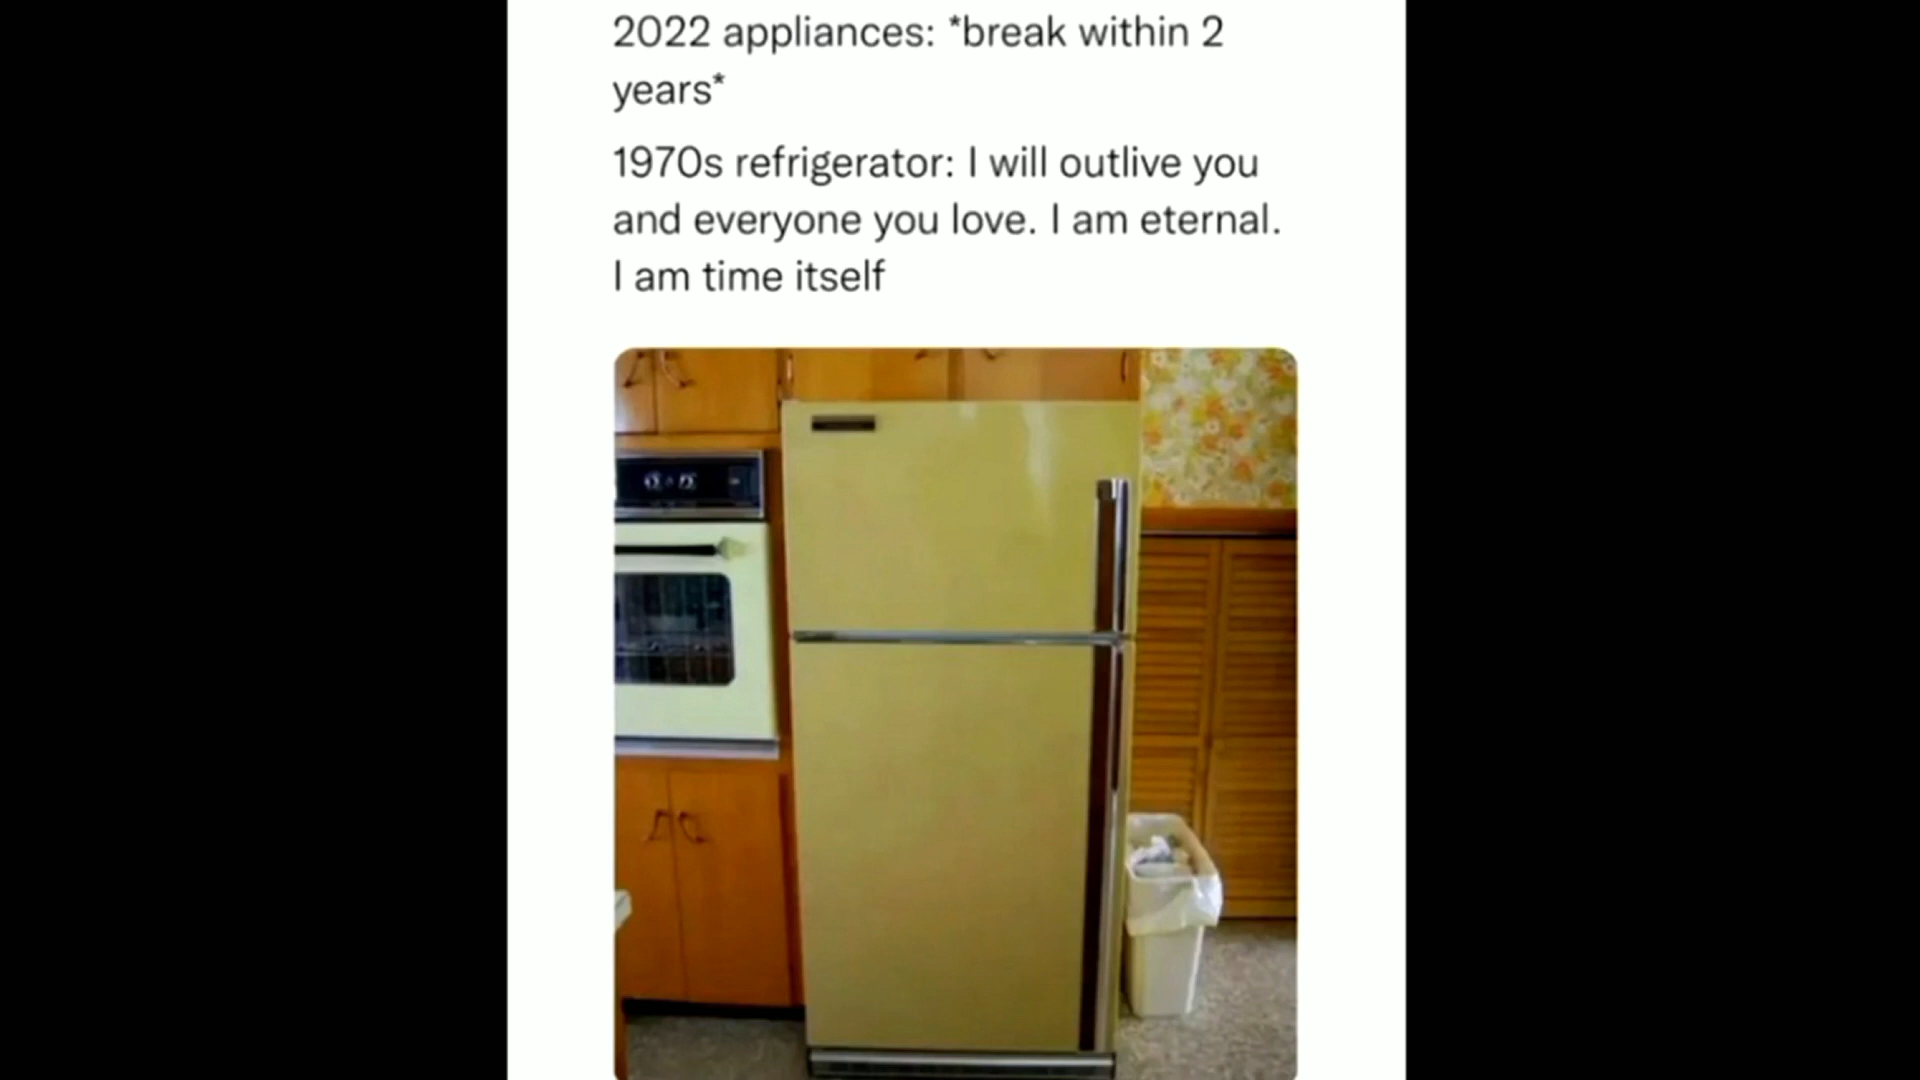 2022 appliances: *break within 2
years*
1970s refrigerator: I will outlive you
and everyone you love. I am eternal.
I am time itself